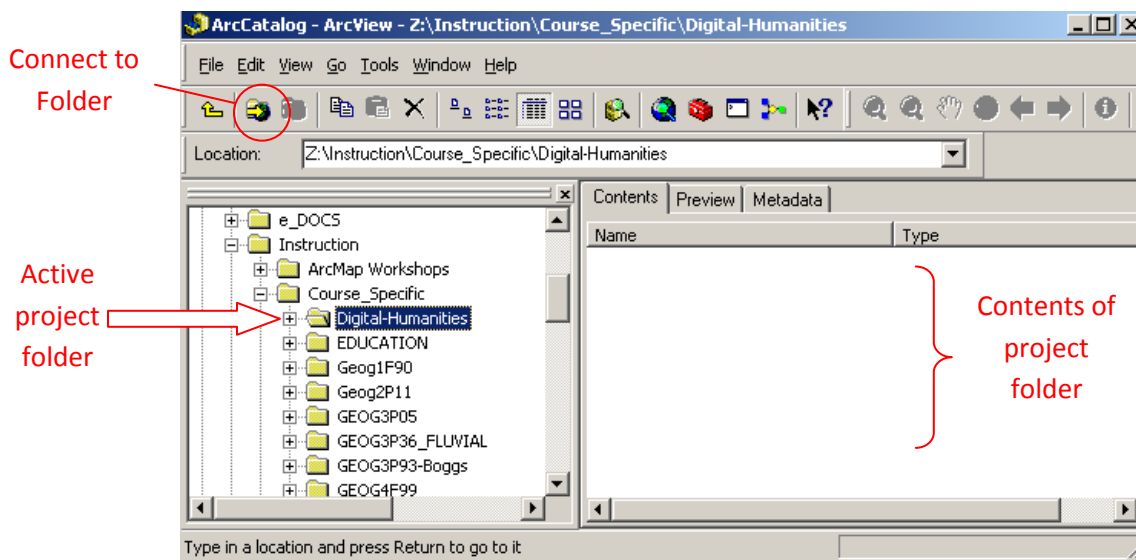 ArcCatalog - ArcView - Z:\Instruction\Course_Specific\Digital-Humanities
Connect to
Folder
File Edit View Go Tools Window Help
Location: Z:\Instruction\Course_Specific\Digital-Humanities
Contents Preview Metadata
Name Type
e_DOCS
Instruction
ArcMap Workshops
Course_Specific
Digital-Humanities
EDUCATION
Geog1F90
Geog2P11
GEOG3P05
GEOG3P36_FLUVIAL
GEOG3P93-Boggs
GEOG4F99
Active
project
folder
Contents of
project
folder
Type in a location and press Return to go to it